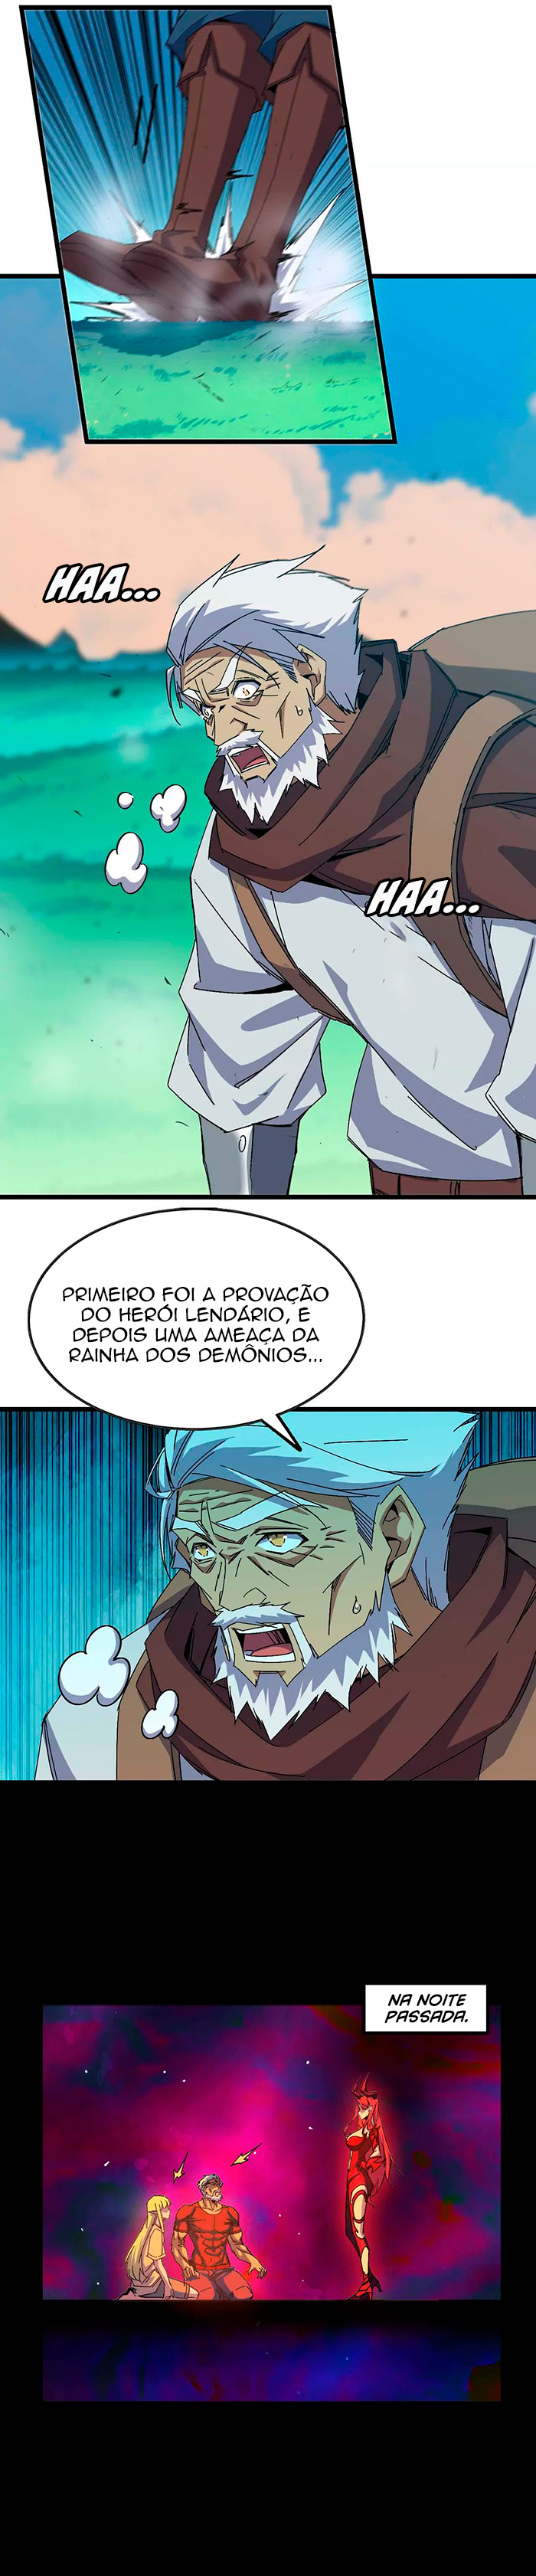 HAA...
HAA...
PRIMEIRO FOI A PROVAÇÃO
DO HERÓI LENDÁRIO, E
DEPOIS UMA AMEAÇA DA
RAINHA DOS DEMÔNIOS...
NA NOITE
PASSADA.